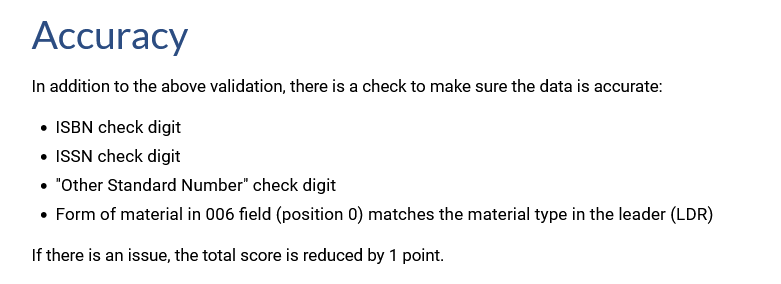 Accuracy
In addition to the above validation, there is a check to make sure the data is accurate:
• ISBN check digit
• ISSN check digit
• "Other Standard Number" check digit
• Form of material in 006 field (position 0) matches the material type in the leader (LDR)
If there is an issue, the total score is reduced by 1 point.